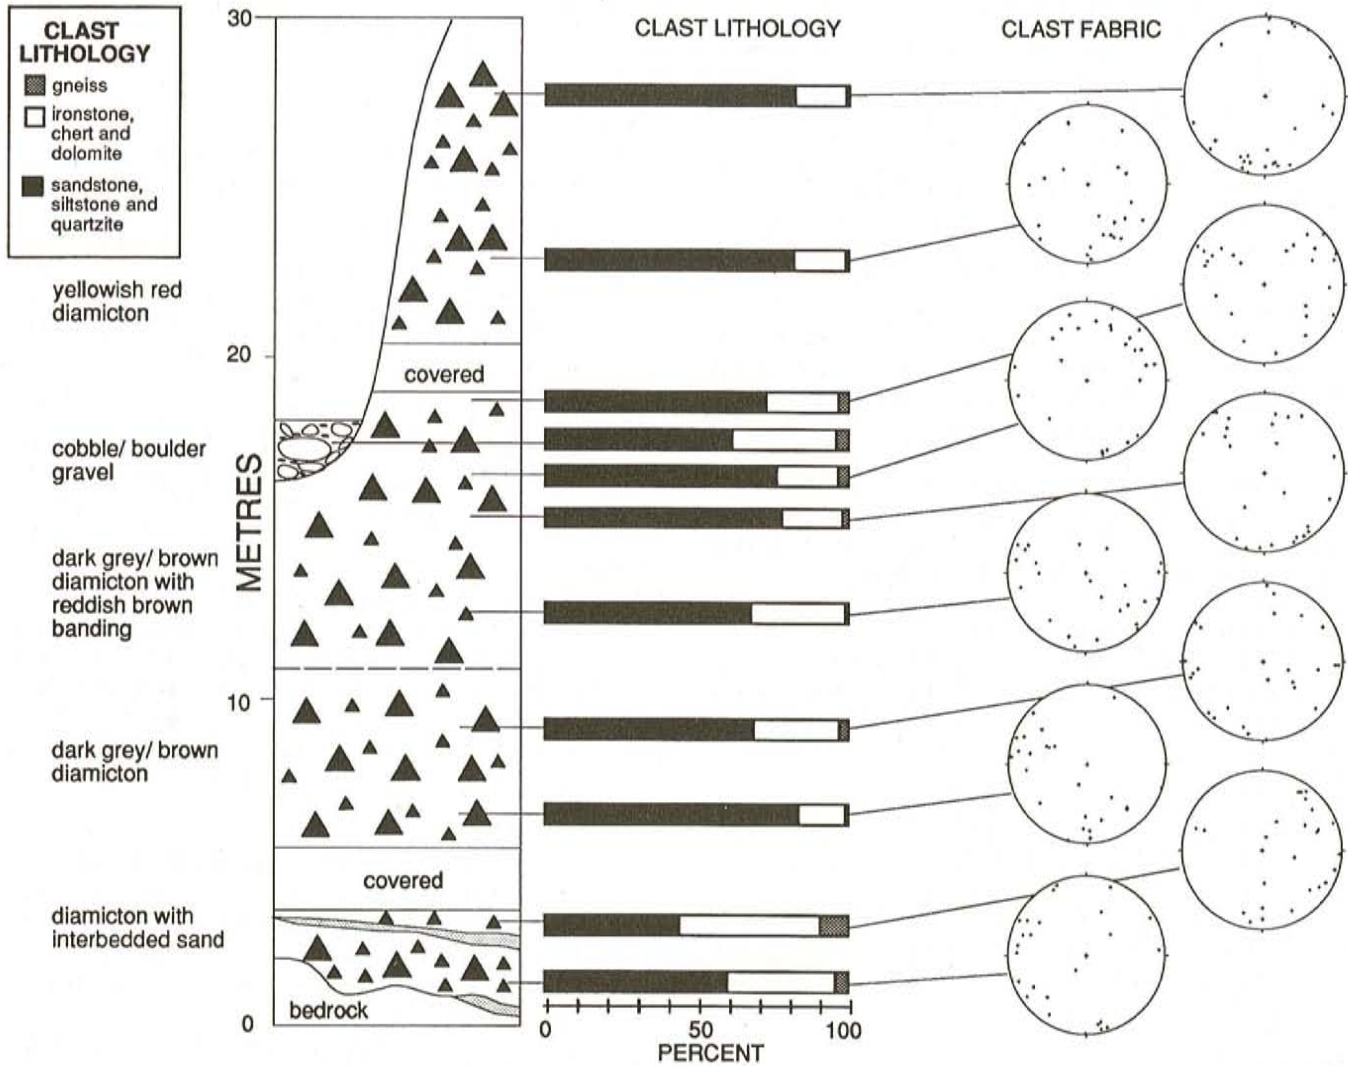 CLAST
LITHOLOGY
gneiss
ironstone,
chert and
dolomite
sandstone,
siltstone and
quartzite
yellowish red
diamicton
cobble/ boulder
gravel
dark grey/ brown
diamicton with
reddish brown
banding
dark grey/ brown
diamicton
diamicton with
interbedded sand
METRES
30
20
10
0
covered
covered
bedrock
CLAST LITHOLOGY
0 50 100
PERCENT
CLAST FABRIC